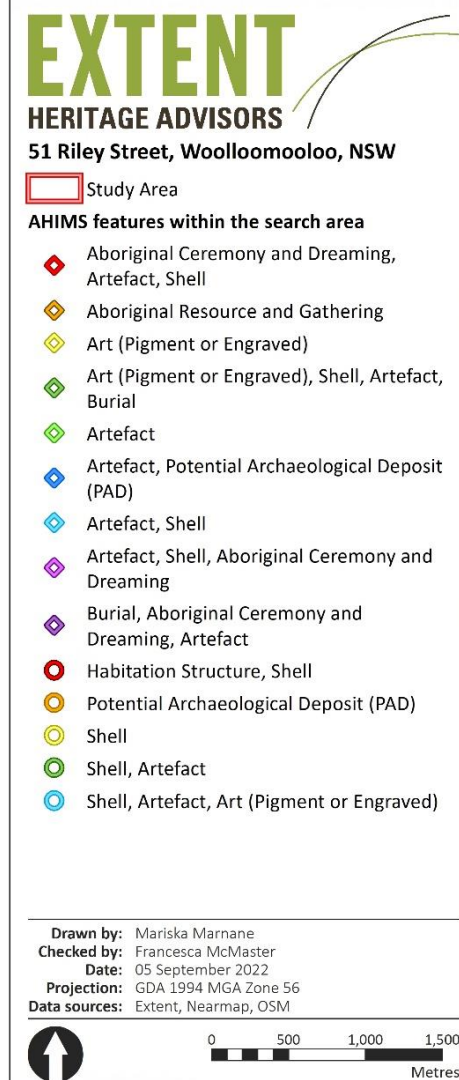 EXTENT
HERITAGE ADVISORS
51 Riley Street, Woolloomooloo, NSW
Study Area
AHIMS features within the search area
Aboriginal Ceremony and Dreaming,
Artefact, Shell
Aboriginal Resource and Gathering
Art (Pigment or Engraved)
Art (Pigment or Engraved), Shell, Artefact,
Burial
Artefact
Artefact, Potential Archaeological Deposit
(PAD)
Artefact, Shell
Artefact, Shell, Aboriginal Ceremony and
Dreaming
Burial, Aboriginal Ceremony and
Dreaming, Artefact
Habitation Structure, Shell
Potential Archaeological Deposit (PAD)
Shell
Shell, Artefact
Shell, Artefact, Art (Pigment or Engraved)
Drawn by: Mariska Marnane
Checked by: Francesca McMaster
Date: 05 September 2022
Projection: GDA 1994 MGA Zone 56
Data sources: Extent, Nearmap, OSM
0 500 1,000 1,500
Metres